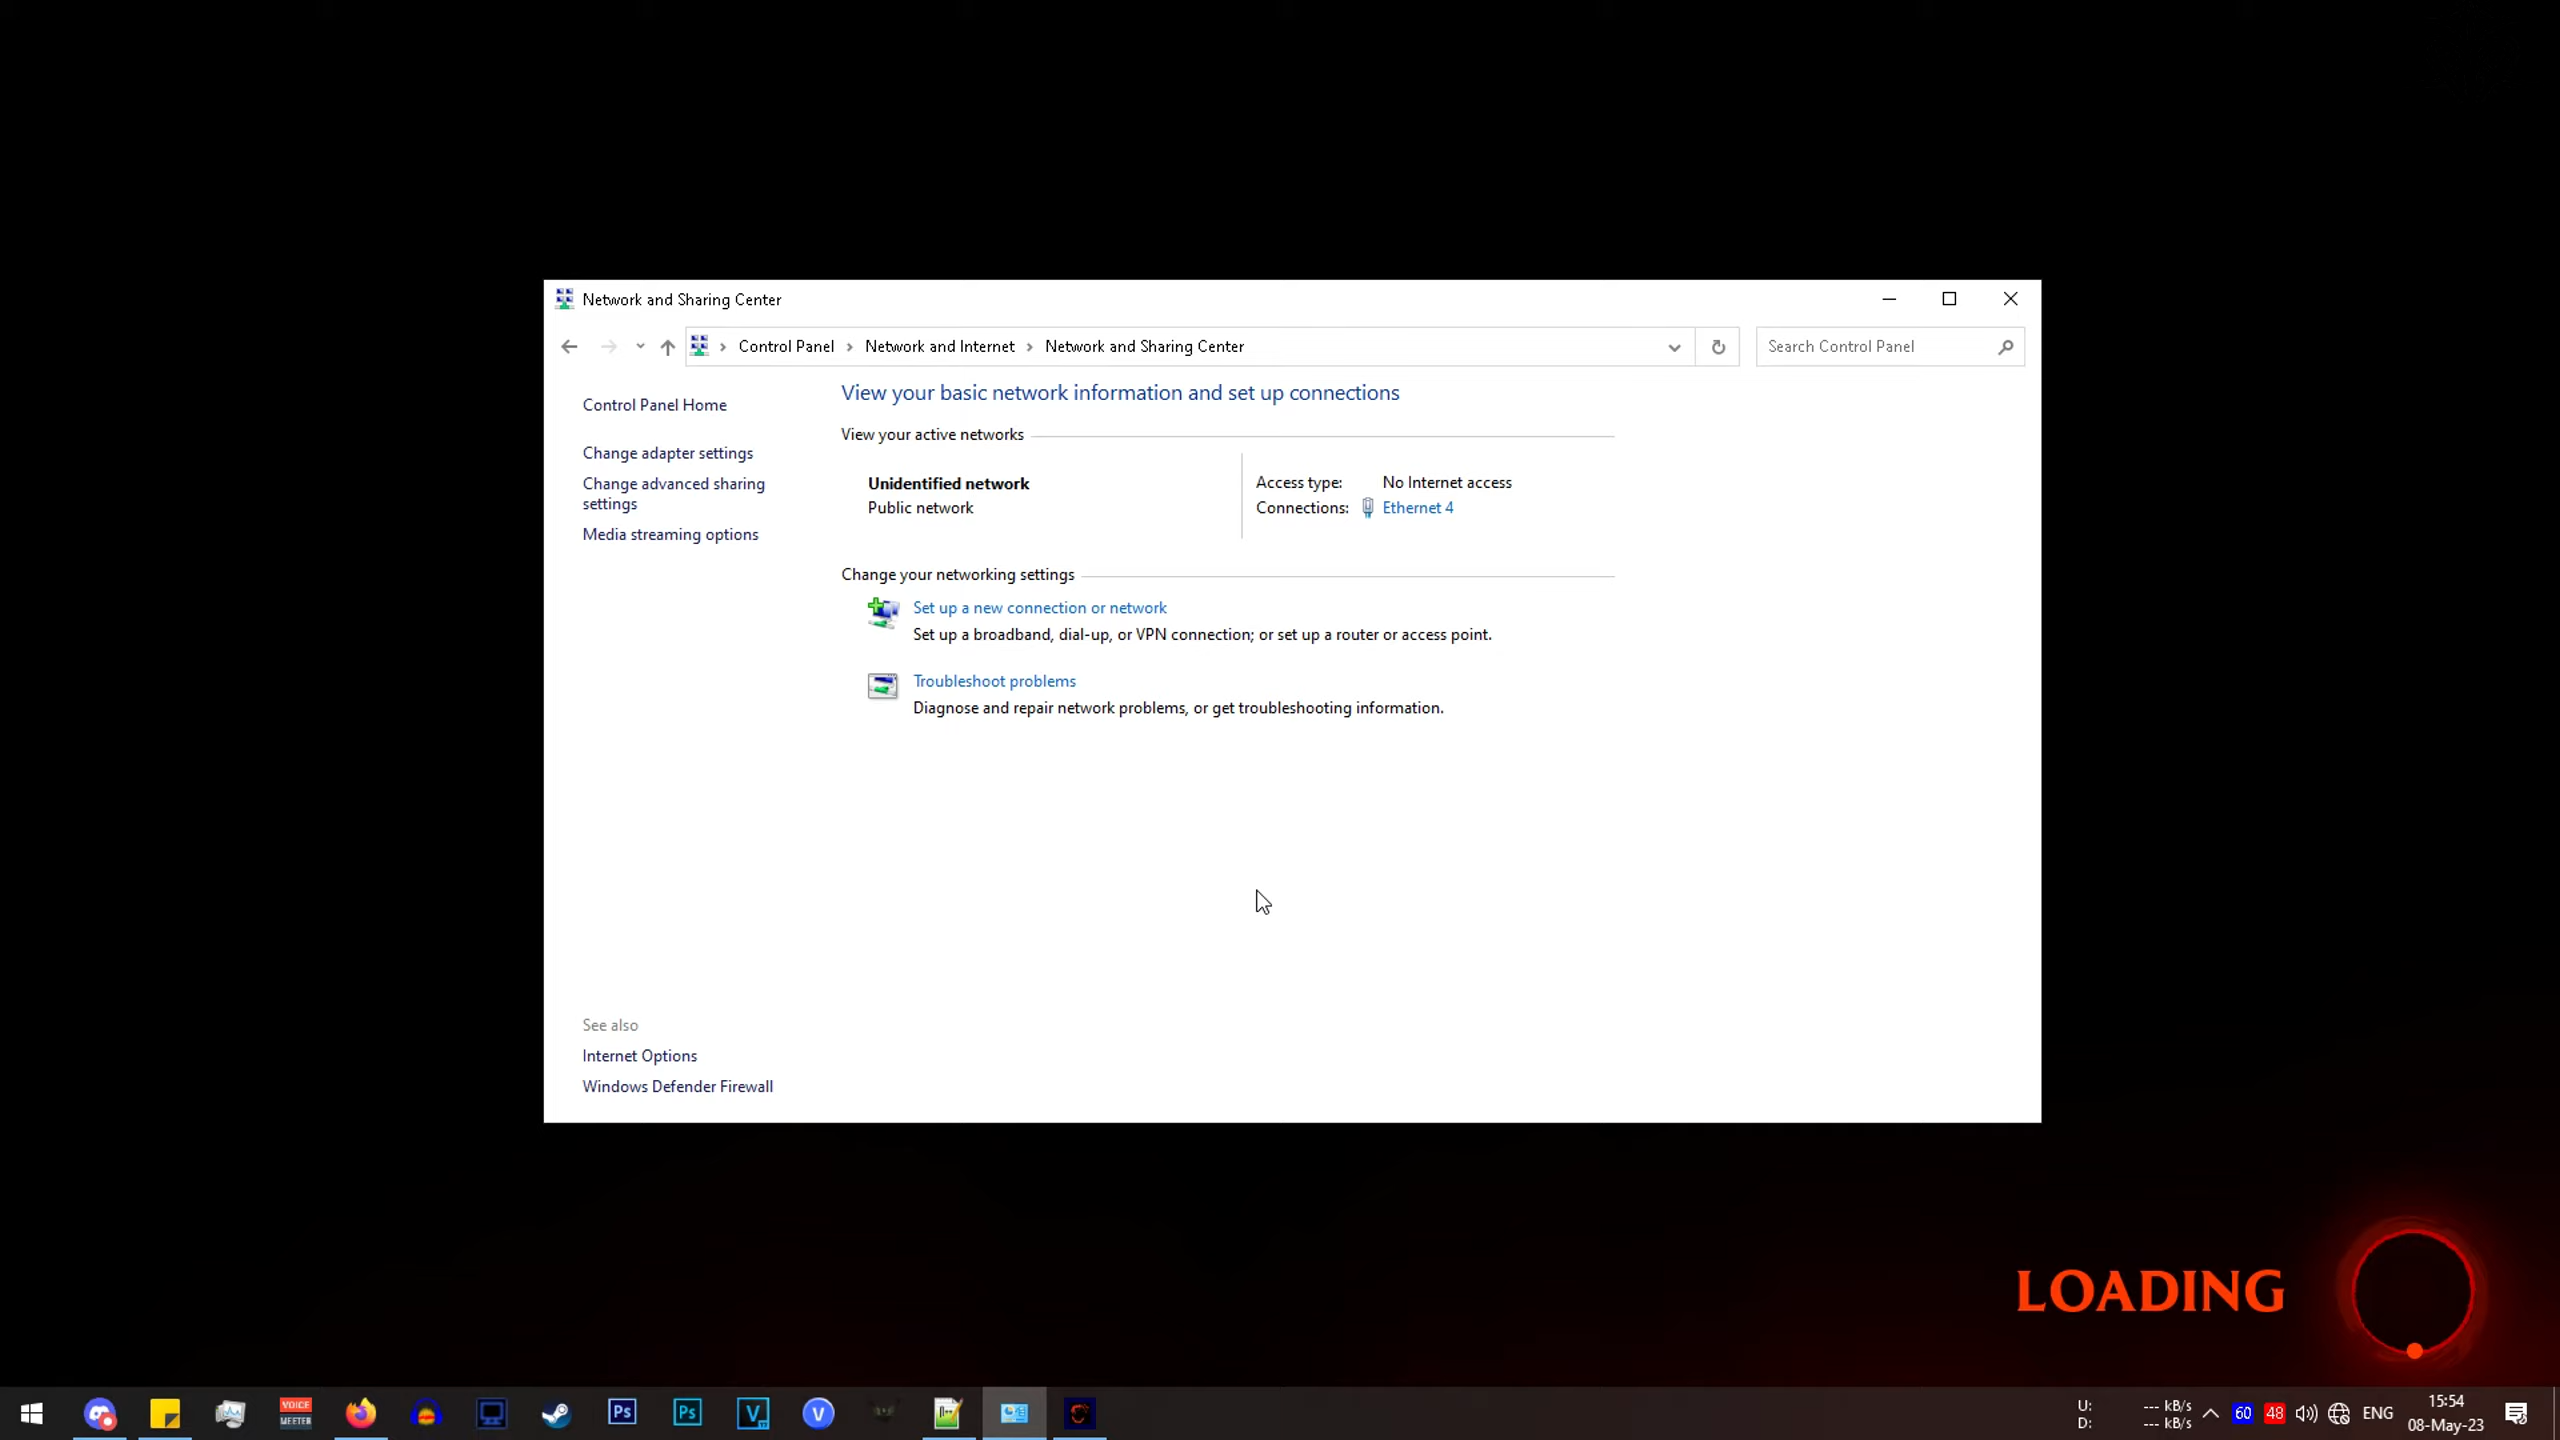 Network and Sharing Center
Control Panel > Network and Internet > Network and Sharing Center
Search Control Panel
Control Panel Home
Change adapter settings
Change advanced sharing
settings
Media streaming options
View your basic network information and set up connections
View your active networks
Unidentified network
Public network
Access type: No Internet access
Connections: Ethernet 4
Change your networking settings
Set up a new connection or network
Set up a broadband, dial-up, or VPN connection; or set up a router or access point.
Troubleshoot problems
Diagnose and repair network problems, or get troubleshooting information.
See also
Internet Options
Windows Defender Firewall
LOADING
VOICE
MEETER
Ps
Ps
V
V
U: --- kB/s
D: --- kB/s
60
48
ENG
15:54
08-May-23